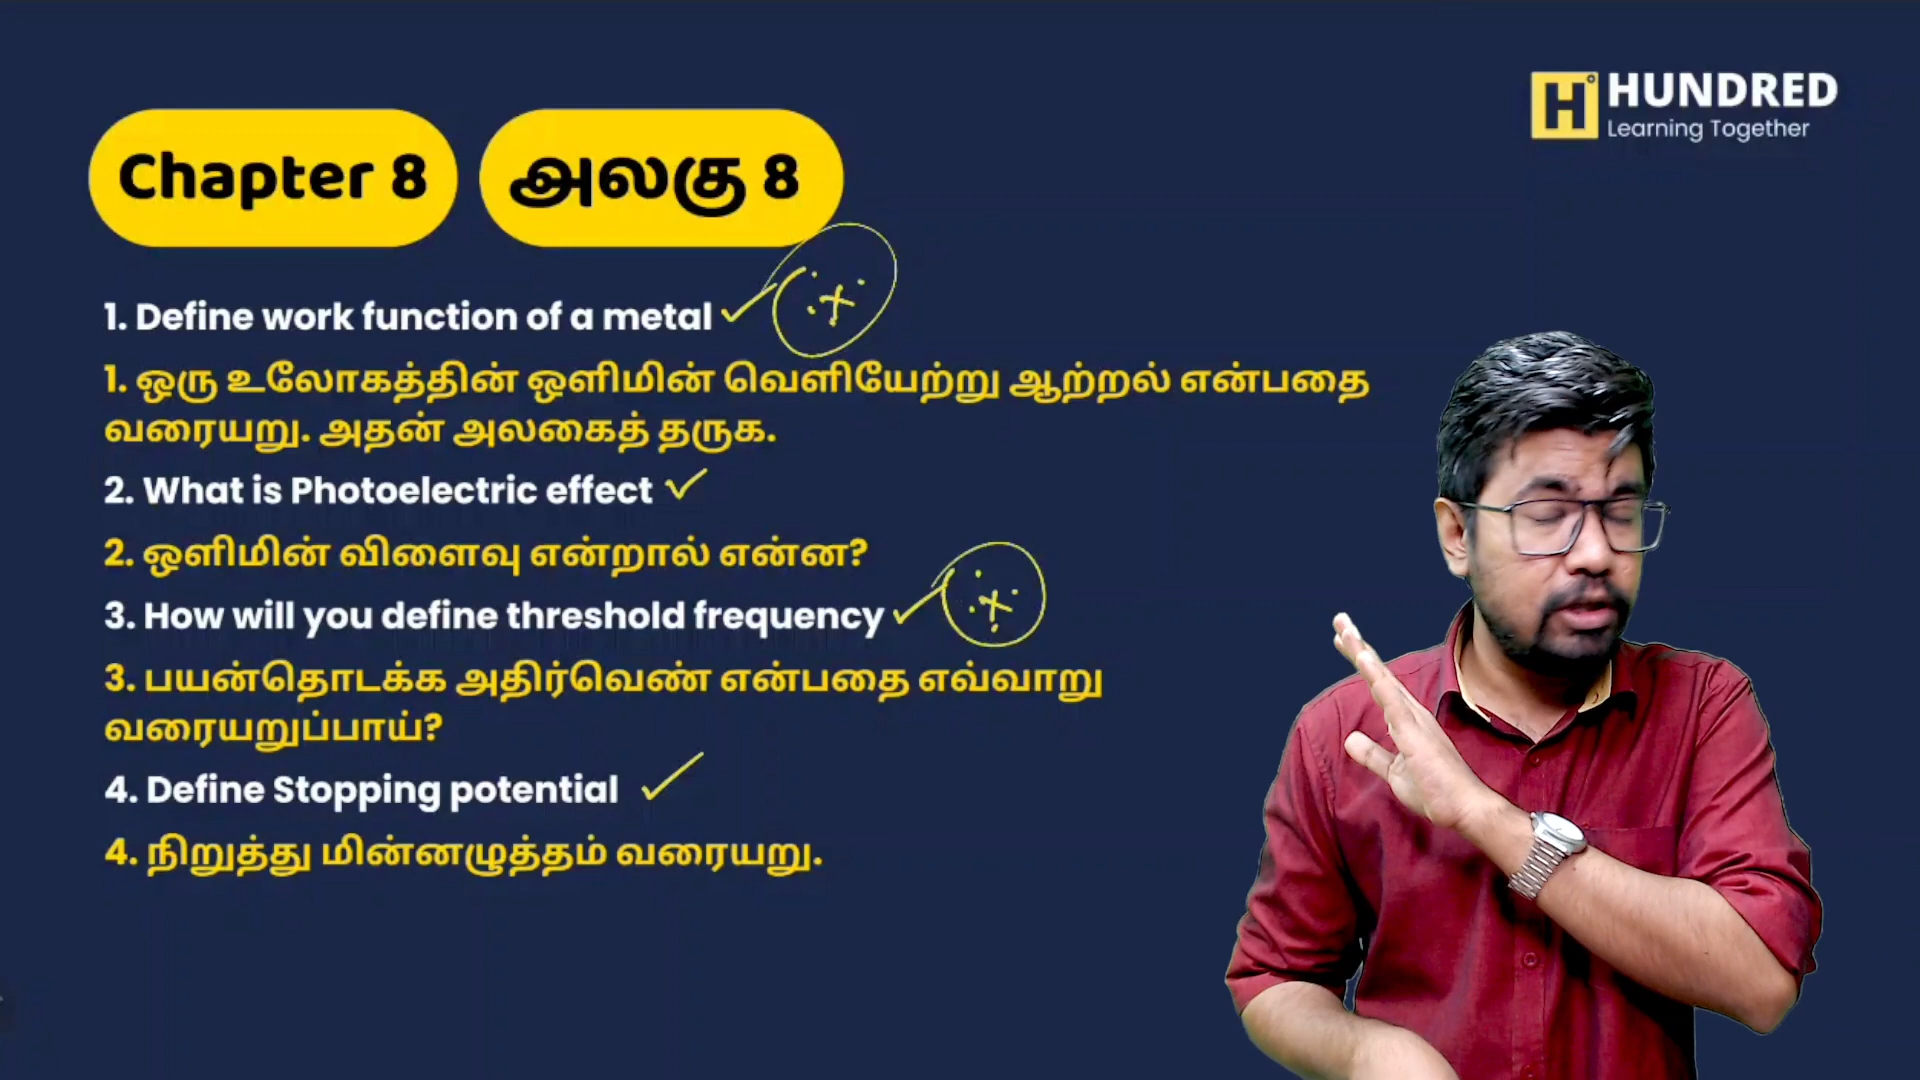 HUNDRED
Learning Together
Chapter 8 அலகு 8
1. Define work function of a metal
1. ஒரு உலோகத்தின் ஒளிமின் வெளியேற்று ஆற்றல் என்பதை
வரையறு. அதன் அலகைத் தருக.
2. What is Photoelectric effect
2. ஒளிமின் விளைவு என்றால் என்ன?
3. How will you define threshold frequency
3. பயன்தொடக்க அதிர்வெண் என்பதை எவ்வாறு
வரையறுப்பாய்?
4. Define Stopping potential
4. நிறுத்து மின்னழுத்தம் வரையறு.